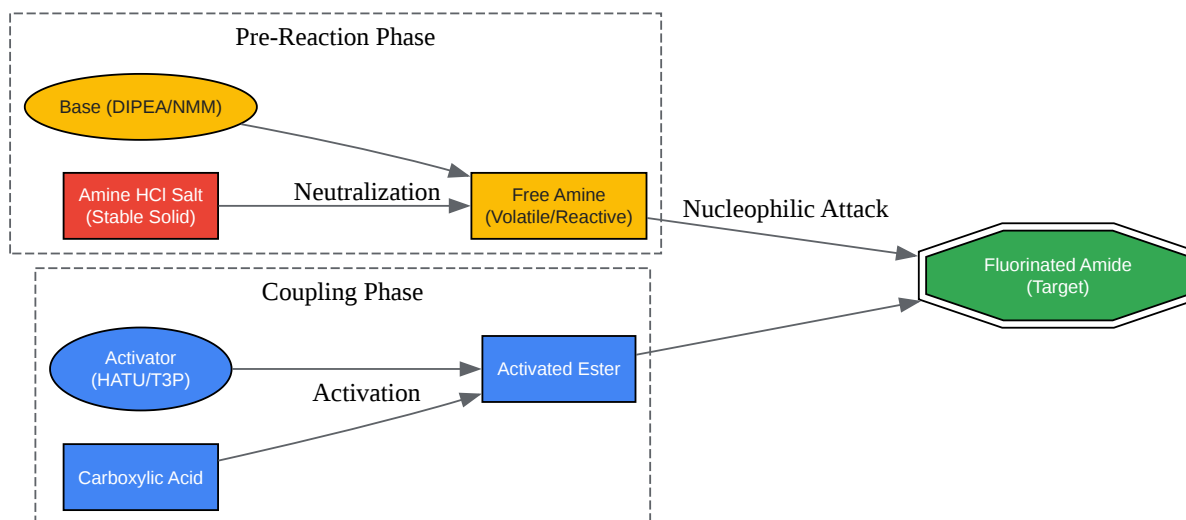 Pre-Reaction Phase
Base (DIPEA/NMM)
Amine HCl Salt
(Stable Solid)
Neutralization
Free Amine
(Volatile/Reactive)
Nucleophilic Attack
Fluorinated Amide
(Target)
Coupling Phase
Activator
(HATU/T3P)
Activation
Activated Ester
Carboxylic Acid